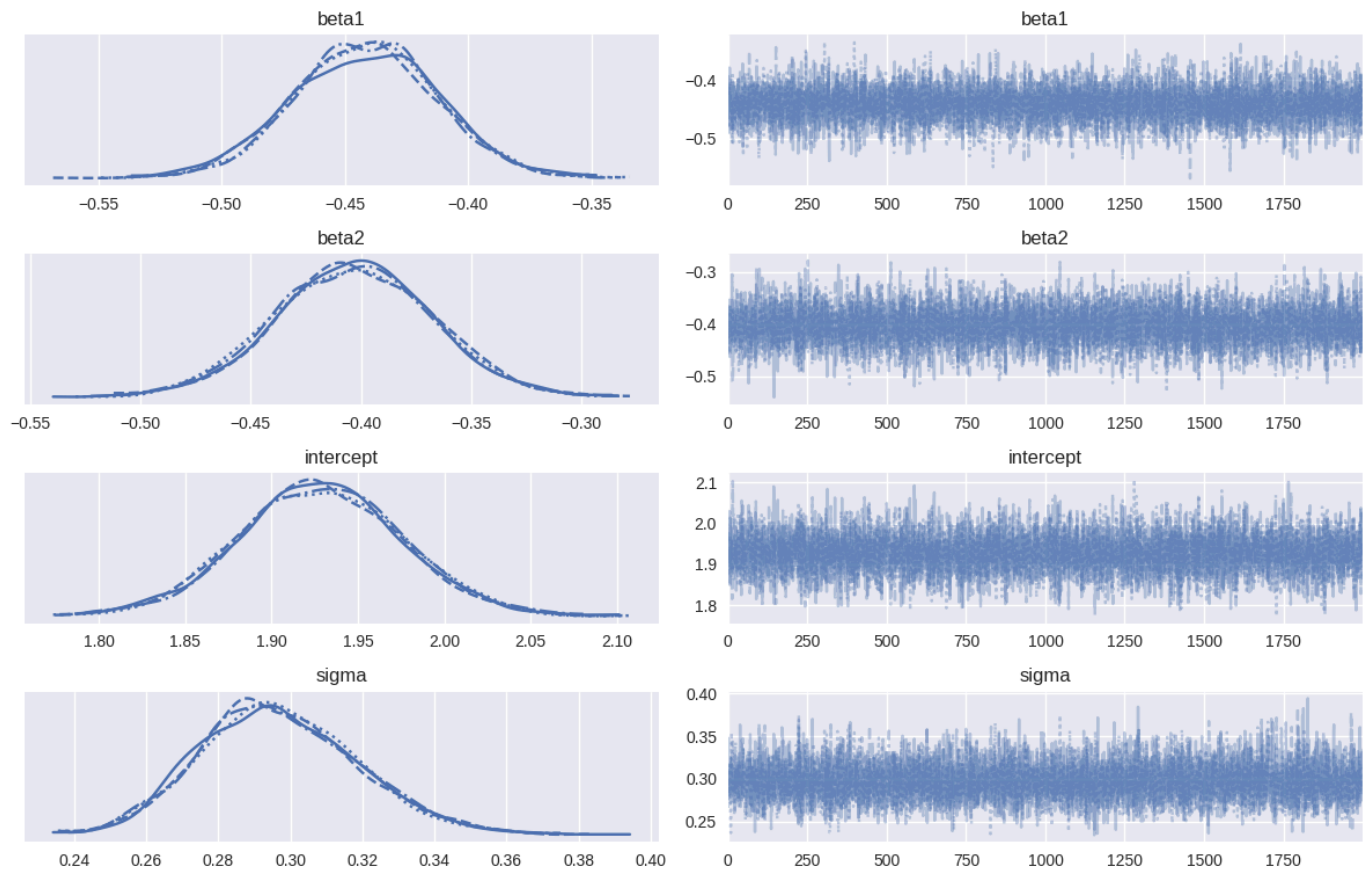 beta1 beta1
−0.4
−0.5
−0.55 −0.50 −0.45 −0.40 −0.35 0 250 500 750 1000 1250 1500 1750
beta2 beta2
−0.3
−0.4
−0.5
−0.55 −0.50 −0.45 −0.40 −0.35 −0.30 0 250 500 750 1000 1250 1500 1750
intercept intercept
2.1
2.0
1.9
1.8
1.80 1.85 1.90 1.95 2.00 2.05 2.10 0 250 500 750 1000 1250 1500 1750
sigma sigma
0.40
0.35
0.30
0.25
0.24 0.26 0.28 0.30 0.32 0.34 0.36 0.38 0.40 0 250 500 750 1000 1250 1500 1750